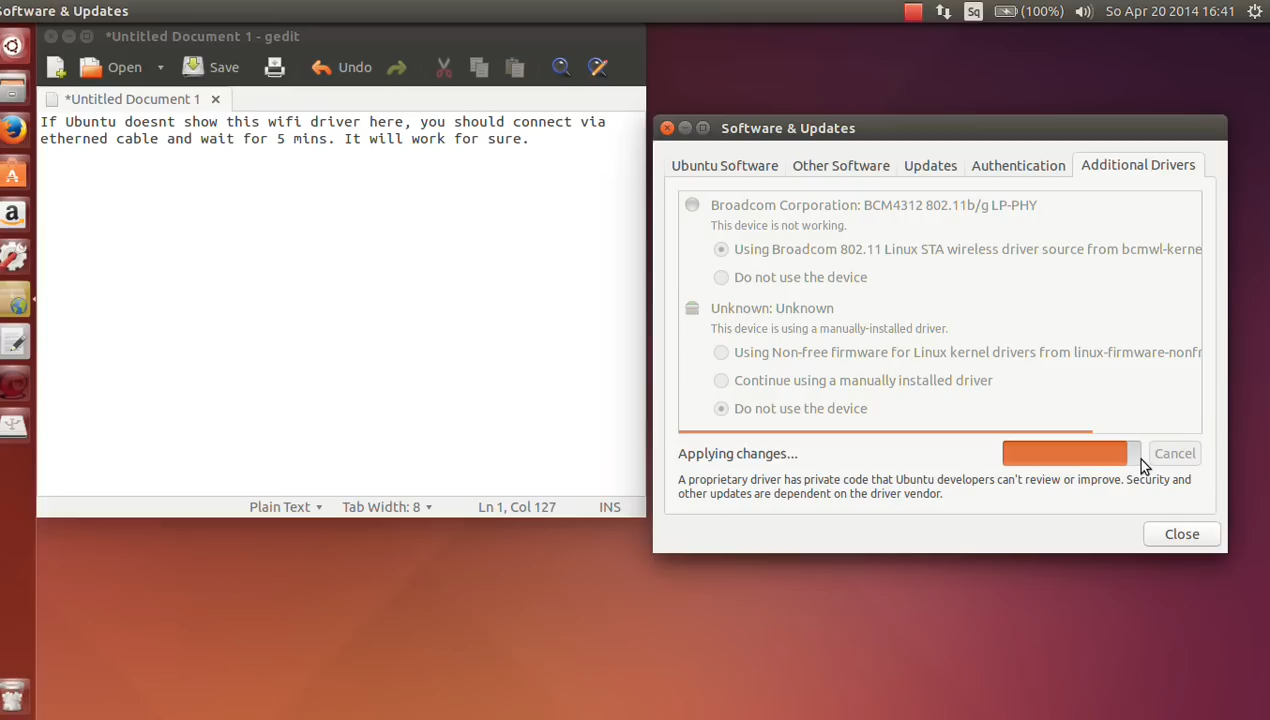 Software & Updates
Sq
(100%)
So Apr 20 2014 16:41
*Untitled Document 1 - gedit
Open
Save
Undo
*Untitled Document 1
If Ubuntu doesnt show this wifi driver here, you should connect via
etherned cable and wait for 5 mins. It will work for sure.
Plain Text
Tab Width: 8
Ln 1, Col 127
INS
Software & Updates
Ubuntu Software
Other Software
Updates
Authentication
Additional Drivers
Broadcom Corporation: BCM4312 802.11b/g LP-PHY
This device is not working.
Using Broadcom 802.11 Linux STA wireless driver source from bcmwl-kerne
Do not use the device
Unknown: Unknown
This device is using a manually-installed driver.
Using Non-free firmware for Linux kernel drivers from linux-firmware-nonfr
Continue using a manually installed driver
Do not use the device
Applying changes...
Cancel
A proprietary driver has private code that Ubuntu developers can't review or improve. Security and
other updates are dependent on the driver vendor.
Close